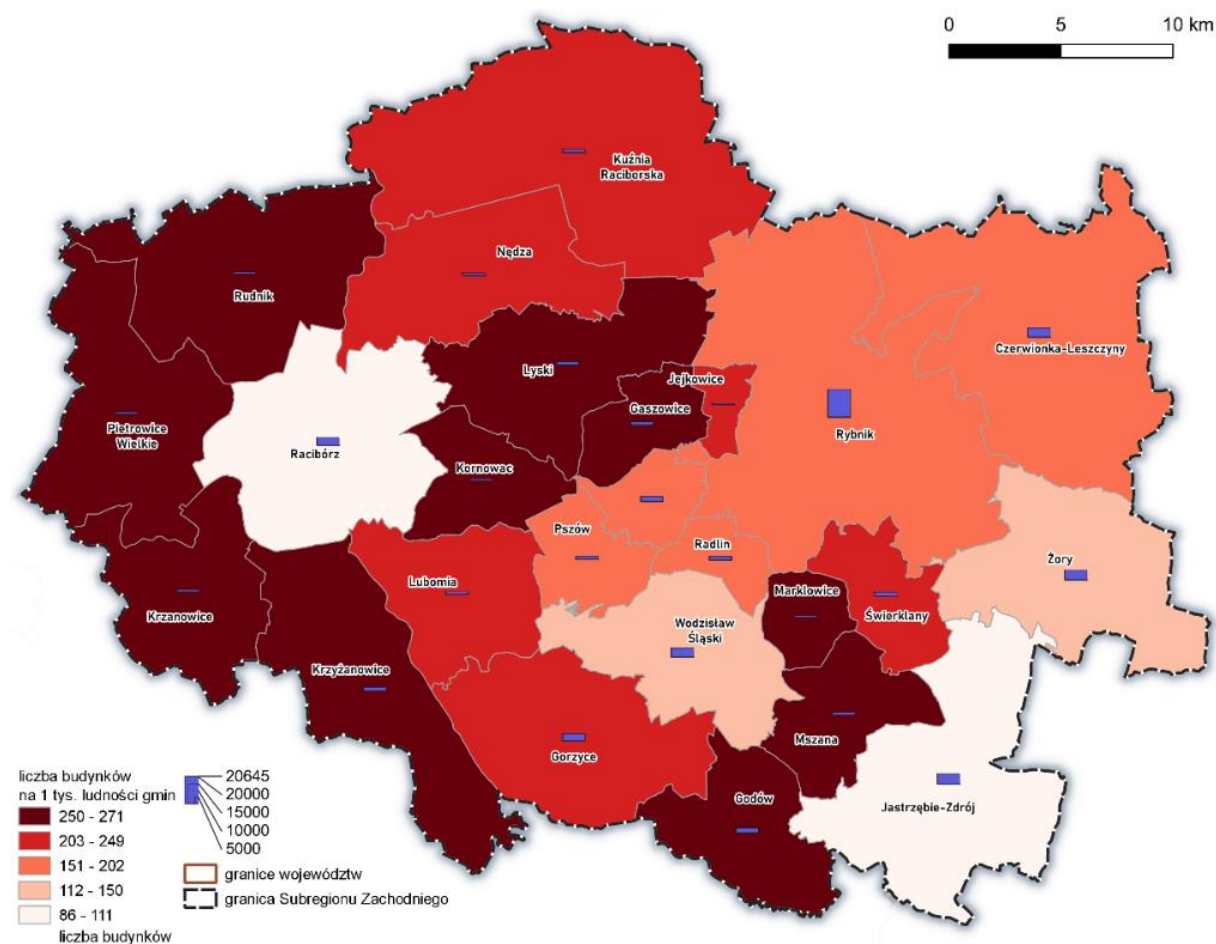 0 5 10 km
Kuźnia
Raciborska
Nędza
Rudnik
Czerwionka-Leszczyny
Łyski
Jejkowice
Gaszowice
Pietrowice
Wielkie
Racibórz
Rybnik
Kornowac
Pszów
Radlin
Żory
Lubomia
Marklowice
Świerklany
Krzanowice
Wodzisław
Śląski
Krzyżanowice
Mszana
Gorzyce
Godów
Jastrzębie-Zdrój
liczba budynków
na 1 tys. ludności gmin
250 - 271
203 - 249
151 - 202
112 - 150
86 - 111
liczba budynków
20645
20000
15000
10000
5000
granice województw
granica Subregionu Zachodniego